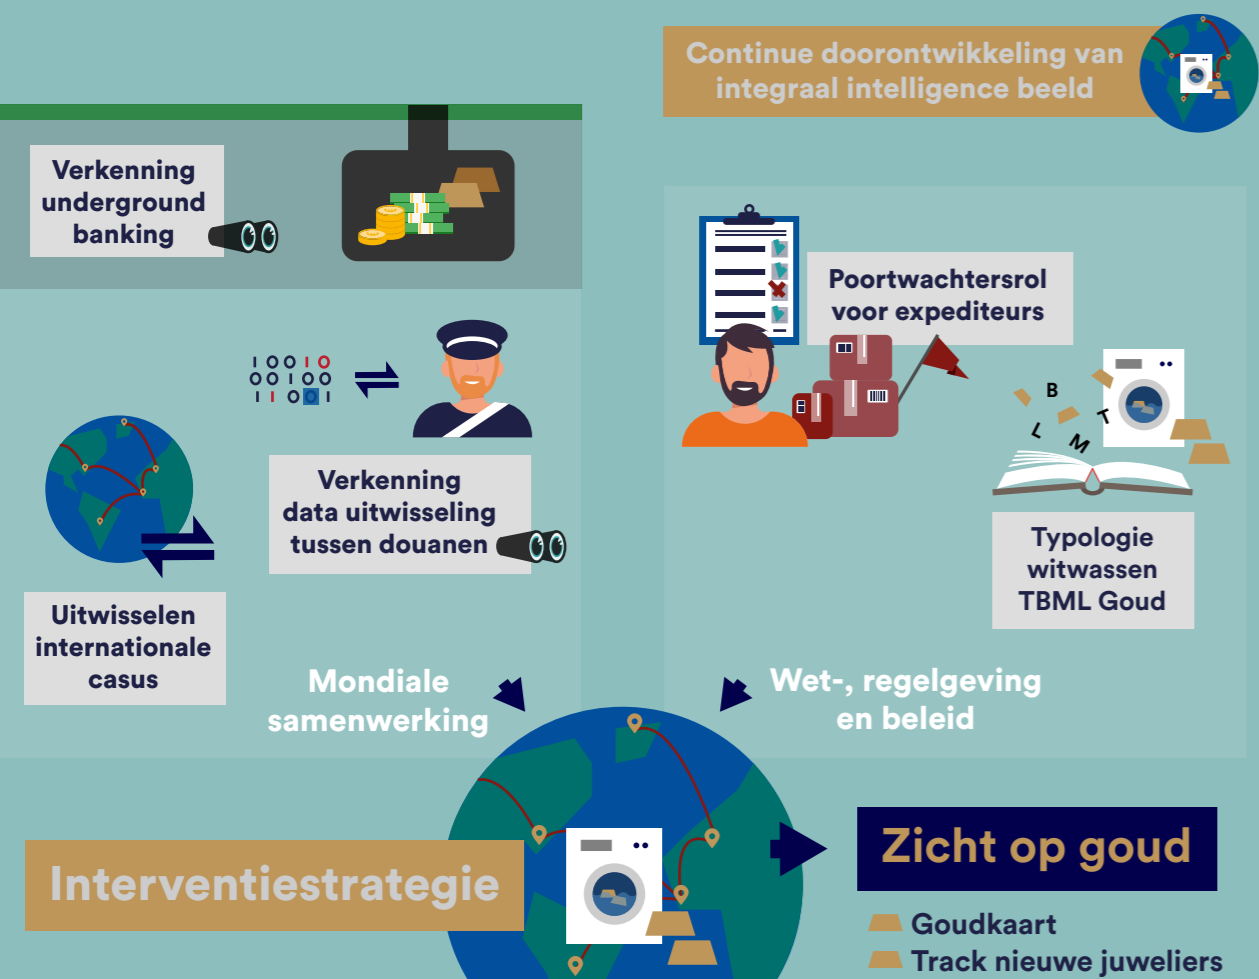 Continue doorontwikkeling van
integraal intelligence beeld
Verkenning
underground
banking
I O O I O
O O I O O
I I O O I
Verkenning
data uitwisseling
tussen douanen
Uitwisselen
internationale
casus
Mondiale
samenwerking
Poortwachtersrol
voor expediteurs
T B M L
Typologie
witwassen
TBML Goud
Wet-, regelgeving
en beleid
Interventiestrategie
Zicht op goud
Goudkaart
Track nieuwe juweliers